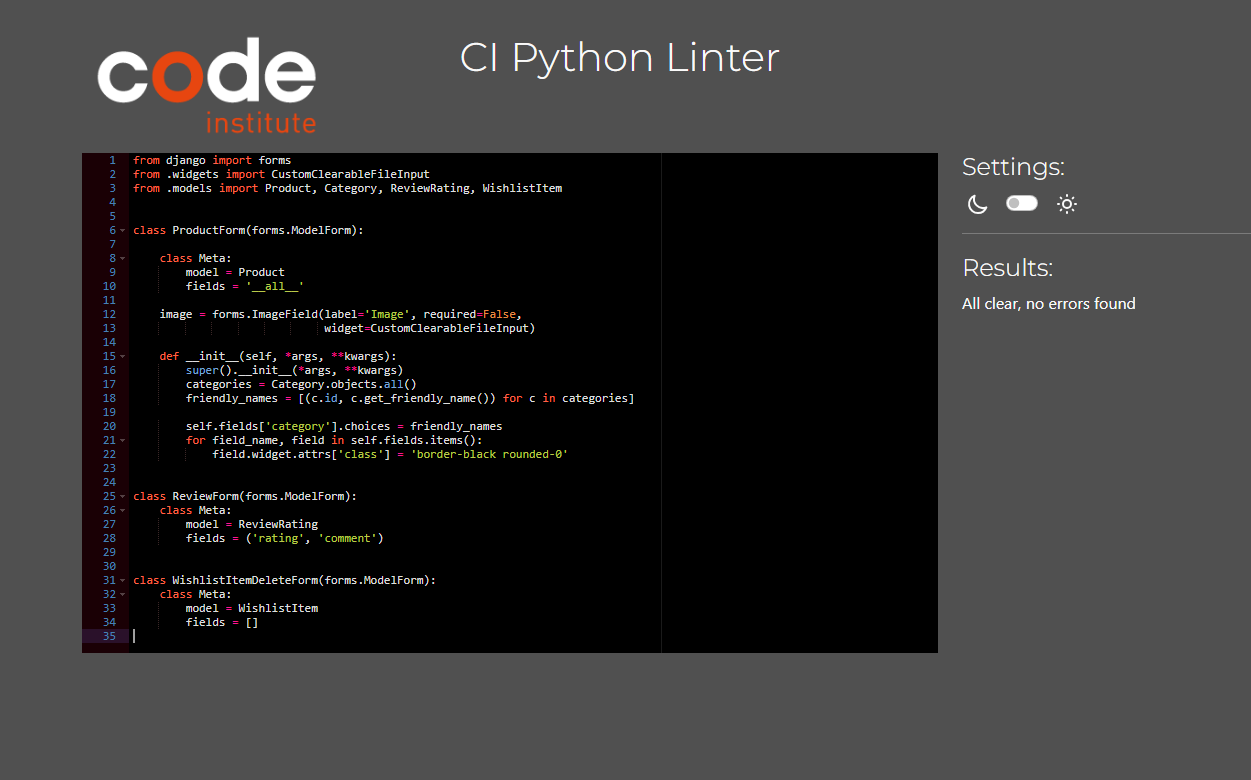 code
institute
CI Python Linter
1 from django import forms
2 from .widgets import CustomClearableFileInput
3 from .models import Product, Category, ReviewRating, WishlistItem
4
5
6 class ProductForm(forms.ModelForm):
7
8     class Meta:
9         model = Product
10         fields = '__all__'
11
12     image = forms.ImageField(label='Image', required=False,
13                              widget=CustomClearableFileInput)
14
15     def __init__(self, *args, **kwargs):
16         super().__init__(*args, **kwargs)
17         categories = Category.objects.all()
18         friendly_names = [(c.id, c.get_friendly_name()) for c in categories]
19
20         self.fields['category'].choices = friendly_names
21         for field_name, field in self.fields.items():
22             field.widget.attrs['class'] = 'border-black rounded-0'
23
24
25 class ReviewForm(forms.ModelForm):
26     class Meta:
27         model = ReviewRating
28         fields = ('rating', 'comment')
29
30
31 class WishlistItemDeleteForm(forms.ModelForm):
32     class Meta:
33         model = WishlistItem
34         fields = []
35
Settings:
Results:
All clear, no errors found